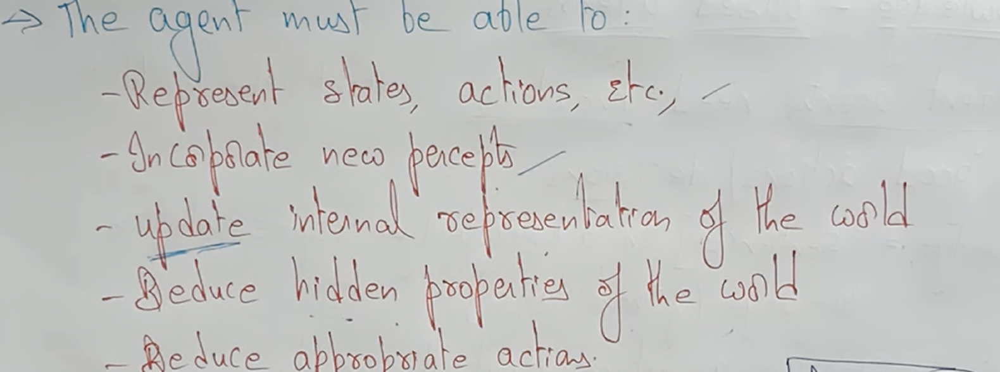 → The agent must be able to:
- Represent states, actions, Etc.,
- Incorporate new percepts
- update internal representation of the world
- Deduce hidden properties of the world
- Deduce appropriate actions.